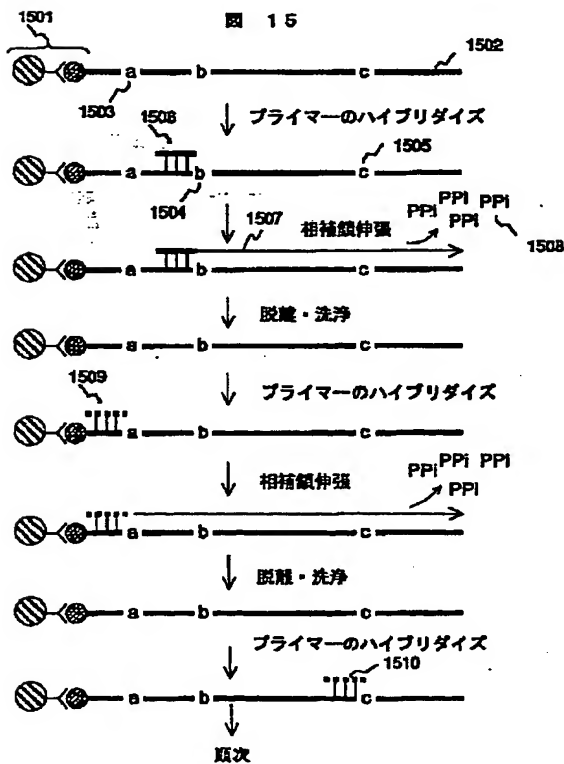 図 15
1501
1502
a b c
1503
プライマーのハイブリダイズ
1508
1505
a b c
1504
PPi PPi PPi
PPi
1507
相補鎖伸張
1508
a b c
脱離・洗浄
a b c
1509
プライマーのハイブリダイズ
a b c
PPi PPi PPi
PPi
相補鎖伸張
a b c
脱離・洗浄
a b c
プライマーのハイブリダイズ
1510
a b c
順次